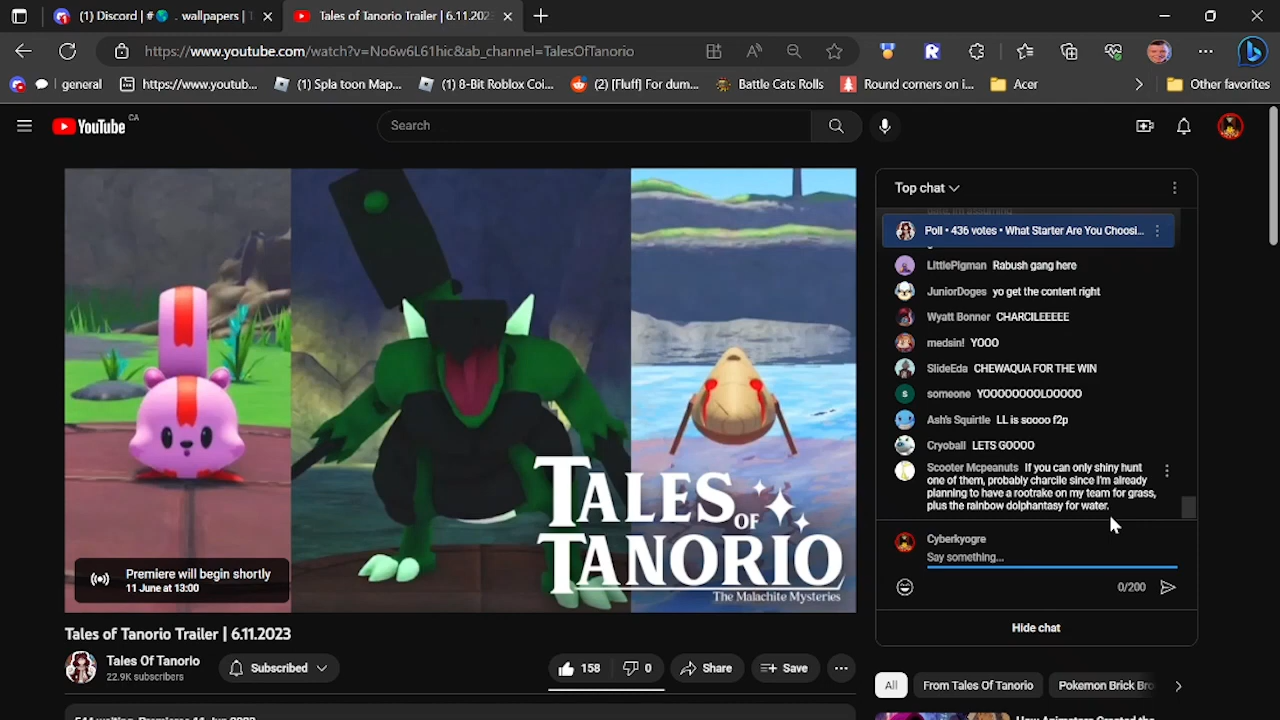 (1) Discord | #🌎 . wallpapers |
Tales of Tanorio Trailer | 6.11.202
https://www.youtube.com/watch?v=No6w6L61hic&ab_channel=TalesOfTanorio
general
https://www.youtub...
(1) Spla toon Map...
(1) 8-Bit Roblox Coi...
(2) [Fluff] For dum...
Battle Cats Rolls
Round corners on i...
Acer
Other favorites
YouTube CA
Search
Top chat
Poll • 436 votes • What Starter Are You Choosi...
LittlePigman Rabush gang here
JuniorDoges yo get the content right
Wyatt Bonner CHARCILEEEEE
medsin! YOOO
SlideEda CHEWAQUA FOR THE WIN
someone YOOOOOOOOLOOOOO
Ash's Squirtle LL is soooo f2p
Cryoball LETS GOOOO
Scooter Mcpeanuts If you can only shiny hunt
one of them, probably charcile since I'm already
planning to have a rootrake on my team for grass,
plus the rainbow dolphantasy for water.
Cyberkyogre
Say something...
0/200
Hide chat
TALES
OF
TANORIO
The Malachite Mysteries
Premiere will begin shortly
11 June at 13:00
Tales of Tanorio Trailer | 6.11.2023
Tales Of Tanorio
22.9K subscribers
Subscribed
158
0
Share
Save
All
From Tales Of Tanorio
Pokemon Brick Bro